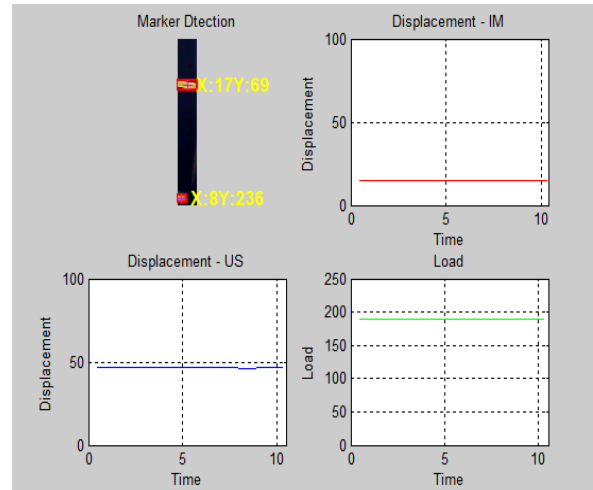 Marker Dtection
X:17Y:69
X:8Y:236
Displacement - IM
100
50
0
Displacement
0 5 10
Time
Displacement - US
100
50
0
Displacement
0 5 10
Time
Load
250
200
150
100
50
0
Load
0 5 10
Time